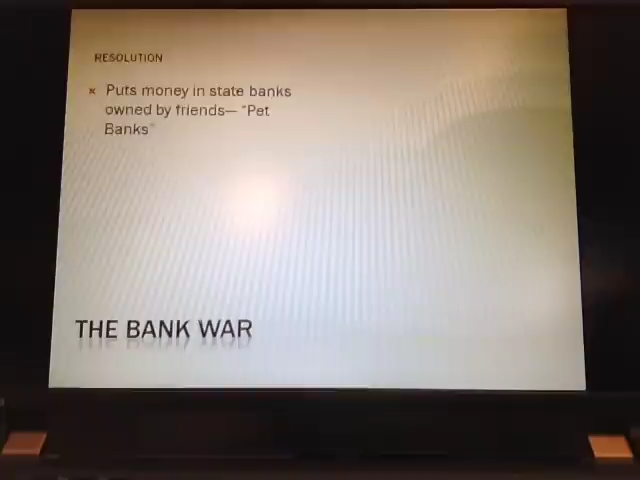 RESOLUTION
× Puts money in state banks
owned by friends— "Pet
Banks"
THE BANK WAR